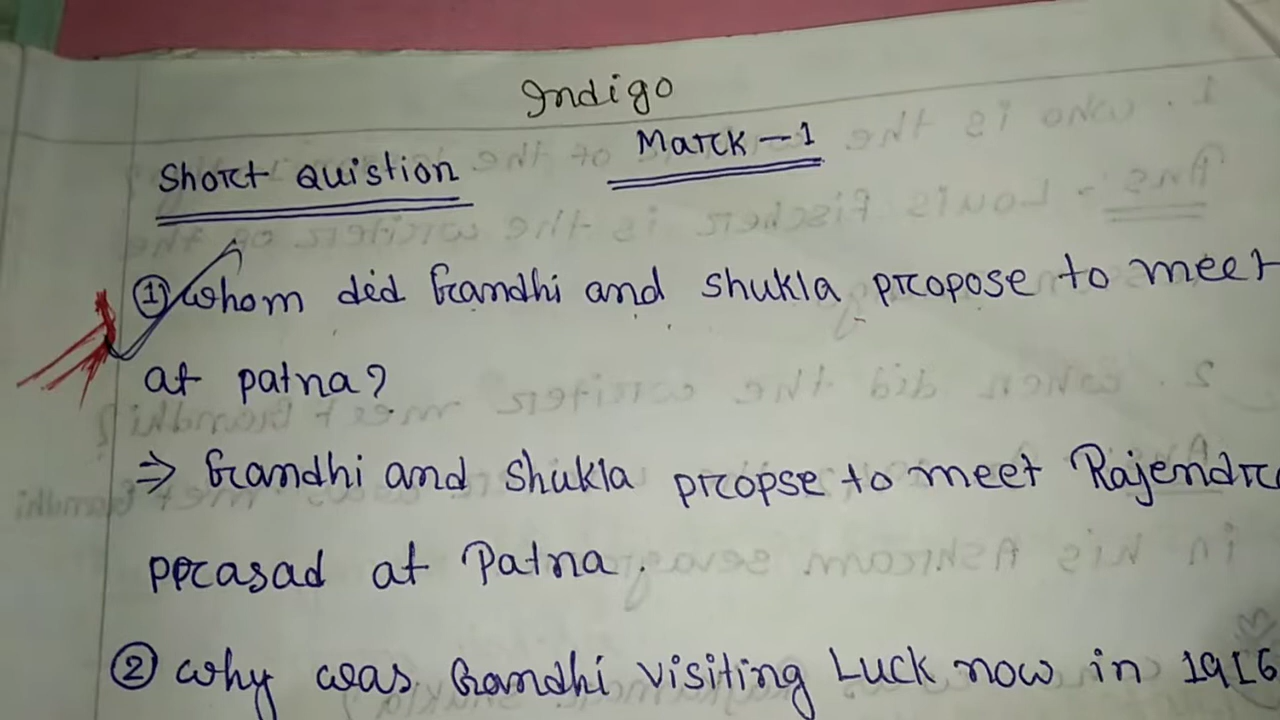 Indigo
Short Quistion Mark - 1
① Whom did Gandhi and Shukla propose to meet
at patna?
⇒ Gandhi and Shukla propse to meet Rajendra
prasad at Patna.
② Why was Gandhi visiting Luck now in 1916